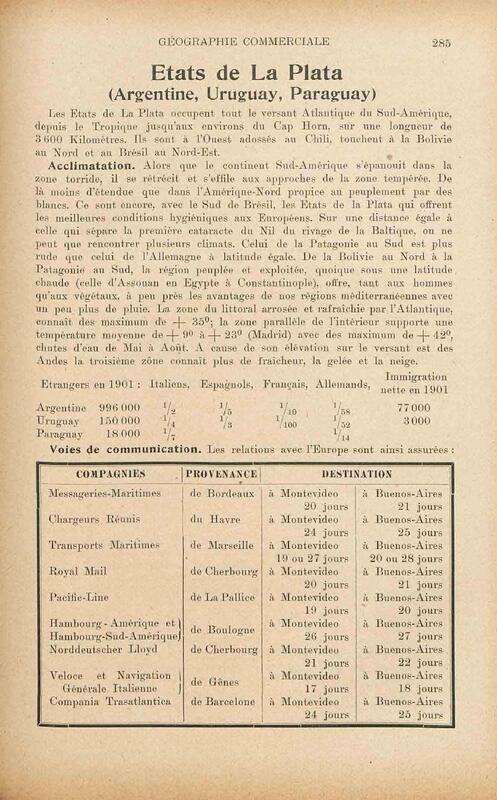 GÉOGRAPHIE COMMERCIALE 285
Etats de La Plata
(Argentine, Uruguay, Paraguay)
Les Etats de La Plata occupent tout le versant Atlantique du Sud-Amérique,
depuis le Tropique jusqu'aux environs du Cap Horn, sur une longueur de
3 600 Kilomètres. Ils sont à l'Ouest adossés au Chili, touchent à la Bolivie
au Nord et au Brésil au Nord-Est.
Acclimatation. Alors que le continent Sud-Amérique s'épanouit dans la
zone torride, il se rétrécit et s'effile aux approches de la zone tempérée. De
là moins d'étendue que dans l'Amérique-Nord propice au peuplement par des
blancs. Ce sont encore, avec le Sud de Brésil, les Etats de la Plata qui offrent
les meilleures conditions hygiéniques aux Européens. Sur une distance égale à
celle qui sépare la première cataracte du Nil du rivage de la Baltique, on ne
peut que rencontrer plusieurs climats. Celui de la Patagonie au Sud est plus
rude que celui de l'Allemagne à latitude égale. De la Bolivie au Nord à la
Patagonie au Sud, la région peuplée et exploitée, quoique sous une latitude
chaude (celle d'Assouan en Egypte à Constantinople), offre, tant aux hommes
qu'aux végétaux, à peu près les avantages de nos régions méditerranéennes avec
un peu plus de pluie. La zone du littoral arrosée et rafraîchie par l'Atlantique,
connaît des maximum de + 35°; la zone parallèle de l'intérieur supporte une
température moyenne de + 9° à + 23° (Madrid) avec des maximum de + 42°,
chutes d'eau de Mai à Août. A cause de son élévation sur le versant est des
Andes la troisième zône connaît plus de fraîcheur, la gelée et la neige.
Etrangers en 1901 : Italiens, Espagnols, Français, Allemands, Immigration nette en 1901
Argentine 996 000 1/2 1/5 1/10 1/58 77 000
Uruguay 150 000 1/4 1/3 1/100 1/52 3 000
Paraguay 18 000 1/7 1/14
Voies de communication. Les relations avec l'Europe sont ainsi assurées :
COMPAGNIES PROVENANCE DESTINATION
Messageries-Maritimes de Bordeaux à Montevideo à Buenos-Aires
20 jours 21 jours
Chargeurs Réunis du Havre à Montevideo à Buenos-Aires
24 jours 25 jours
Transports Maritimes de Marseille à Montevideo à Buenos-Aires
19 ou 27 jours 20 ou 28 jours
Royal Mail de Cherbourg à Montevideo à Buenos-Aires
20 jours 21 jours
Pacific-Line de La Pallice à Montevideo à Buenos-Aires
19 jours 20 jours
Hambourg-Amérique et à Montevideo à Buenos-Aires
Hambourg-Sud-Amérique de Boulogne 26 jours 27 jours
Norddeutscher Lloyd de Cherbourg à Montevideo à Buenos-Aires
21 jours 22 jours
Veloce et Navigation à Montevideo à Buenos-Aires
Générale Italienne de Gênes 17 jours 18 jours
Compania Trasatlantica de Barcelone à Montevideo à Buenos-Aires
24 jours 25 jours